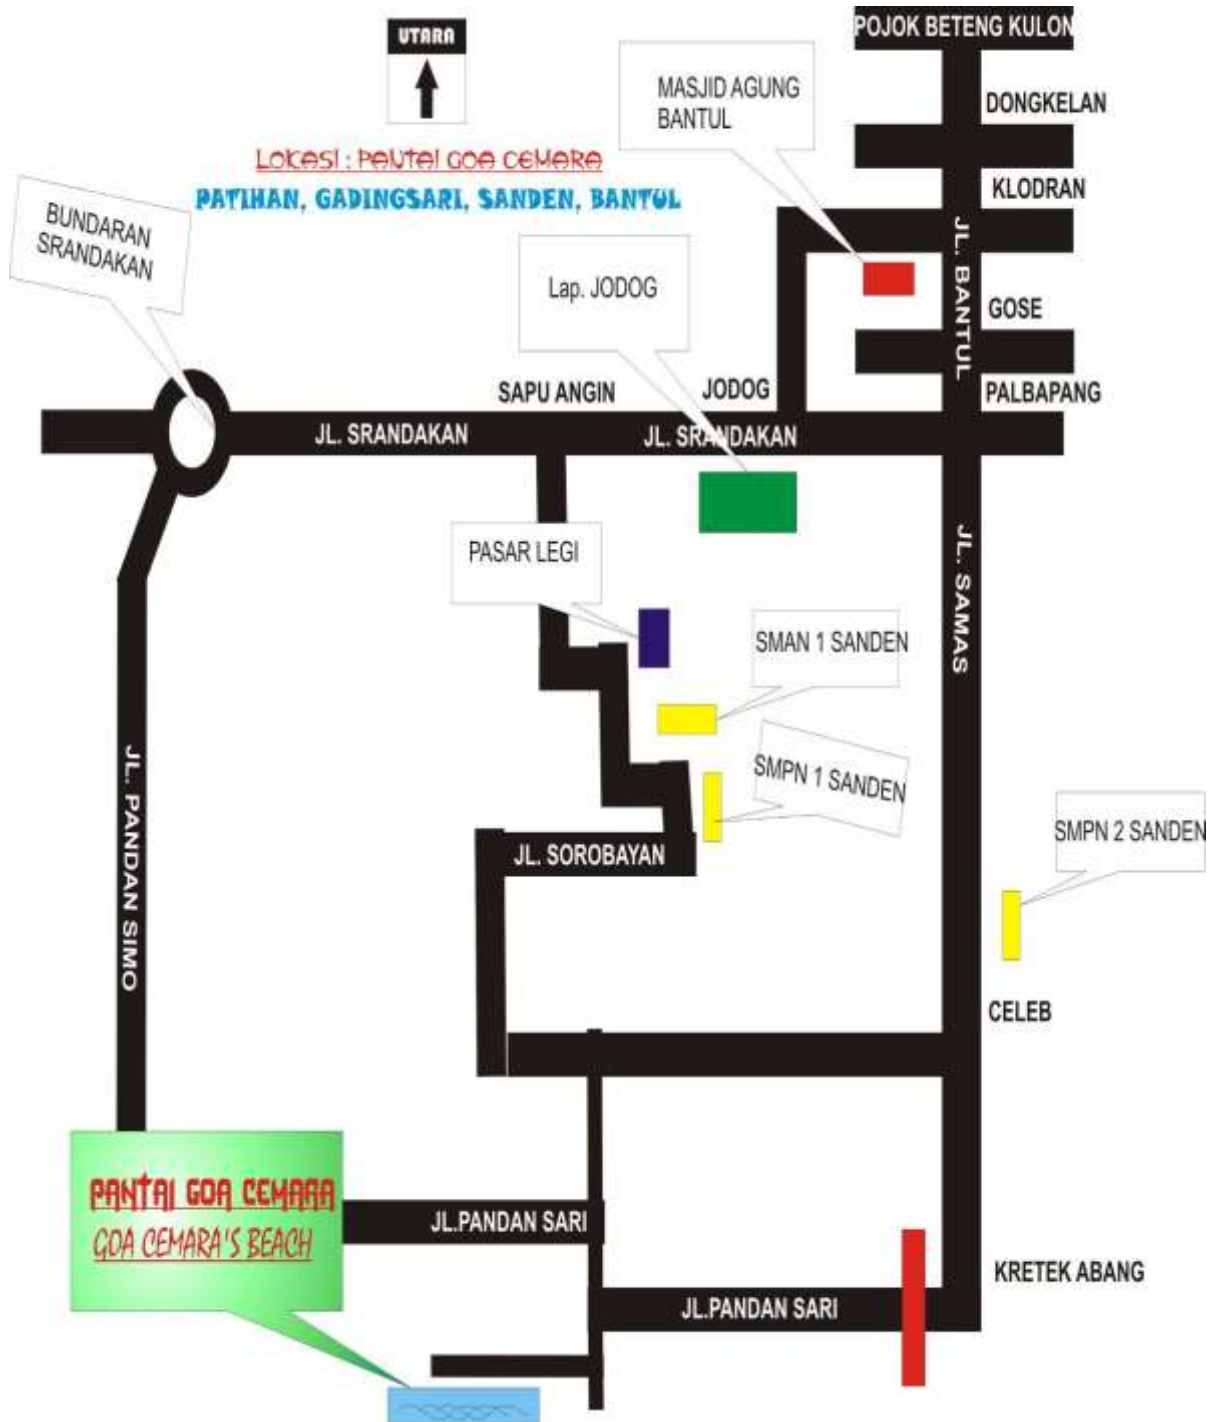 POJOK BETENG KULON
UTARA
MASJID AGUNG
BANTUL
DONGKELAN
LOKASI : PANTAI GOA CEMARA
PATIHAN, GADINGSARI, SANDEN, BANTUL
KLODRAN
BUNDARAN
SRANDAKAN
JL. BANTUL
Lap. JODOG
GOSE
SAPU ANGIN
JODOG
PALBAPANG
JL. SRANDAKAN
JL. SRANDAKAN
PASAR LEGI
JL. SAMAS
SMAN 1 SANDEN
JL. PANDAN SIMO
SMPN 1 SANDEN
SMPN 2 SANDEN
JL. SOROBAYAN
CELEB
PANTAI GOA CEMARA
GOA CEMARA'S BEACH
JL.PANDAN SARI
KRETEK ABANG
JL.PANDAN SARI